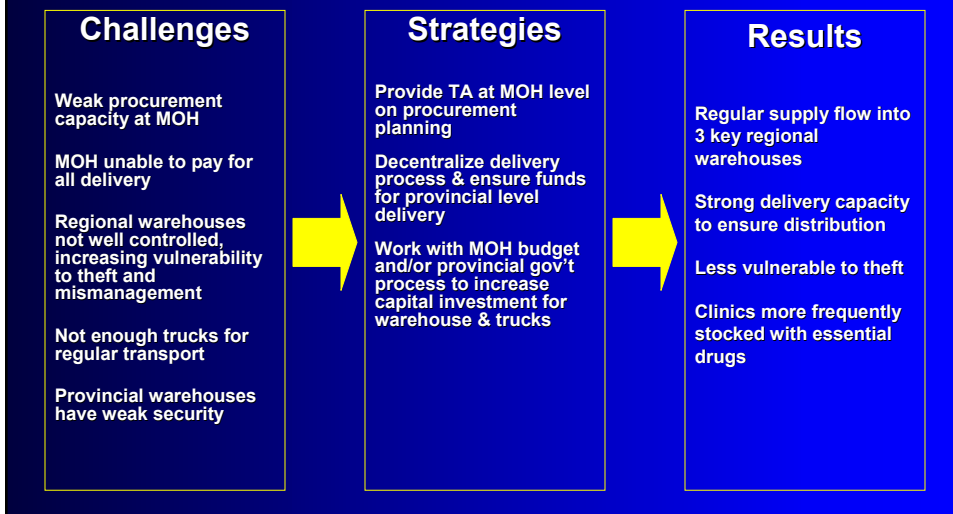 Challenges
Weak procurement
capacity at MOH
MOH unable to pay for
all delivery
Regional warehouses
not well controlled,
increasing vulnerability
to theft and
mismanagement
Not enough trucks for
regular transport
Provincial warehouses
have weak security
Strategies
Provide TA at MOH level
on procurement
planning
Decentralize delivery
process & ensure funds
for provincial level
delivery
Work with MOH budget
and/or provincial gov't
process to increase
capital investment for
warehouse & trucks
Results
Regular supply flow into
3 key regional
warehouses
Strong delivery capacity
to ensure distribution
Less vulnerable to theft
Clinics more frequently
stocked with essential
drugs